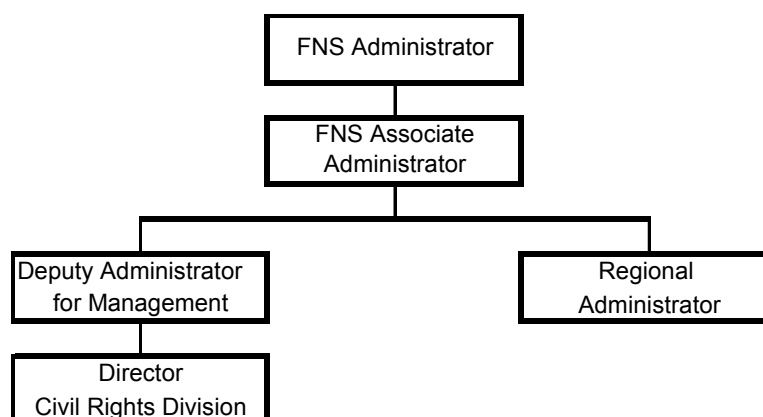 FNS Administrator
FNS Associate
Administrator
Deputy Administrator
for Management
Regional
Administrator
Director
Civil Rights Division